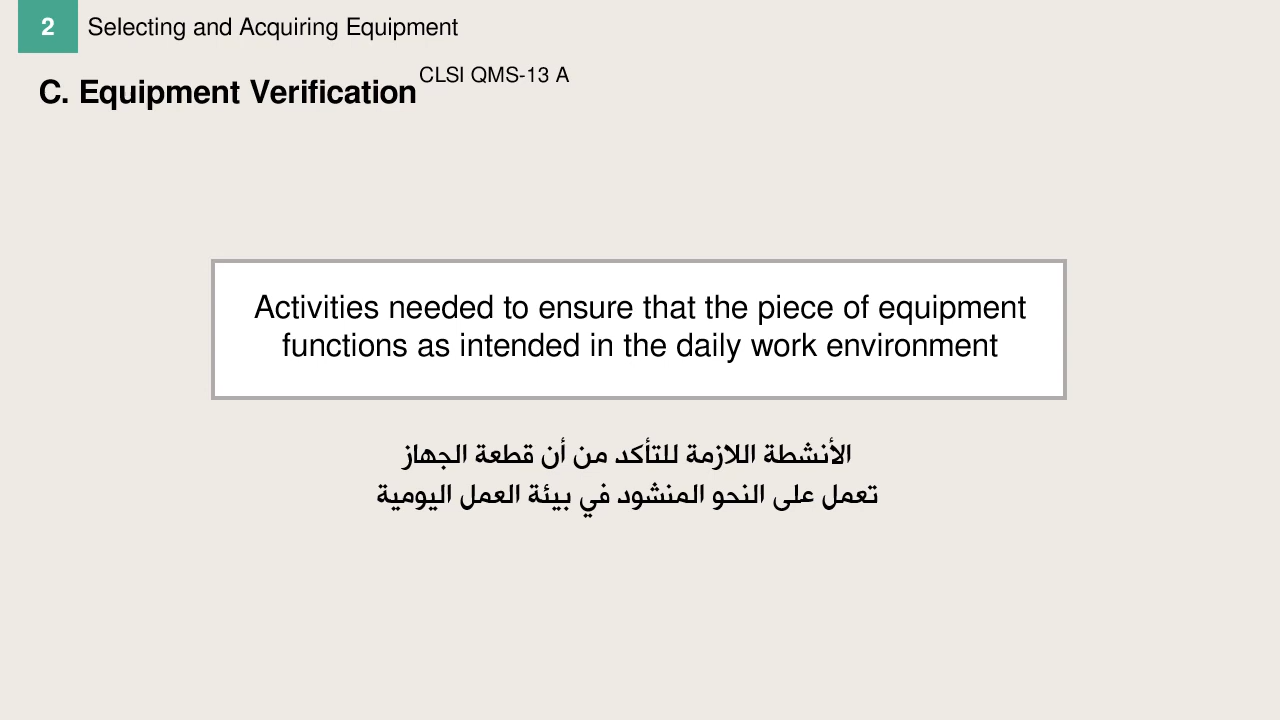 2 Selecting and Acquiring Equipment
C. Equipment Verification CLSI QMS-13 A
Activities needed to ensure that the piece of equipment
functions as intended in the daily work environment
الأنشطة اللازمة للتأكد من أن قطعة الجهاز
تعمل على النحو المنشود في بيئة العمل اليومية